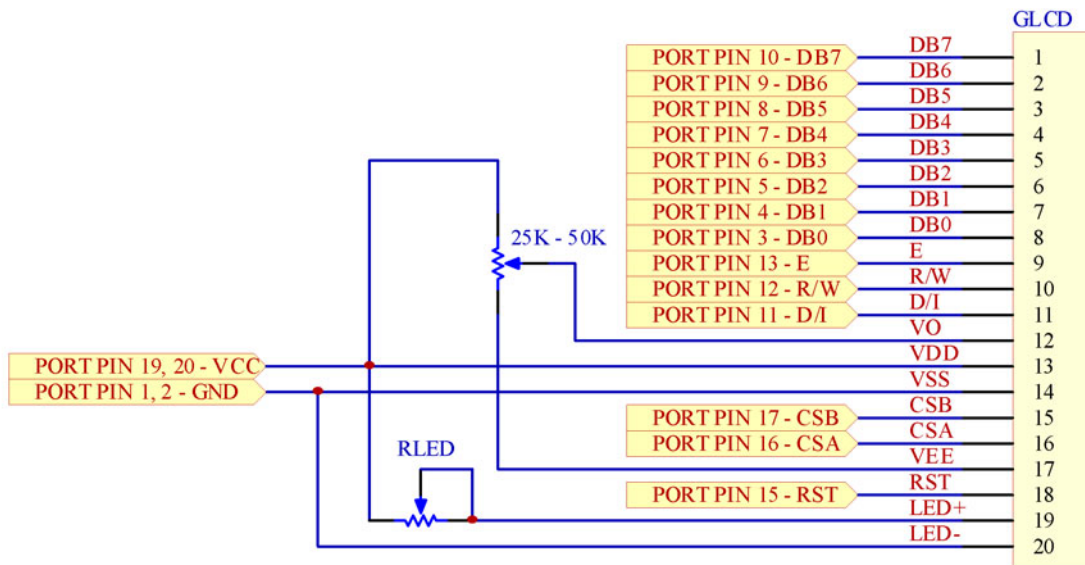 GLCD
PORT PIN 10 - DB7 DB7 1
PORT PIN 9 - DB6 DB6 2
PORT PIN 8 - DB5 DB5 3
PORT PIN 7 - DB4 DB4 4
PORT PIN 6 - DB3 DB3 5
PORT PIN 5 - DB2 DB2 6
PORT PIN 4 - DB1 DB1 7
PORT PIN 3 - DB0 DB0 8
25K - 50K
PORT PIN 13 - E E 9
PORT PIN 12 - R/W R/W 10
PORT PIN 11 - D/I D/I 11
VO 12
PORT PIN 19, 20 - VCC VDD 13
PORT PIN 1, 2 - GND VSS 14
PORT PIN 17 - CSB CSB 15
PORT PIN 16 - CSA CSA 16
RLED
VEE 17
PORT PIN 15 - RST RST 18
LED+ 19
LED- 20